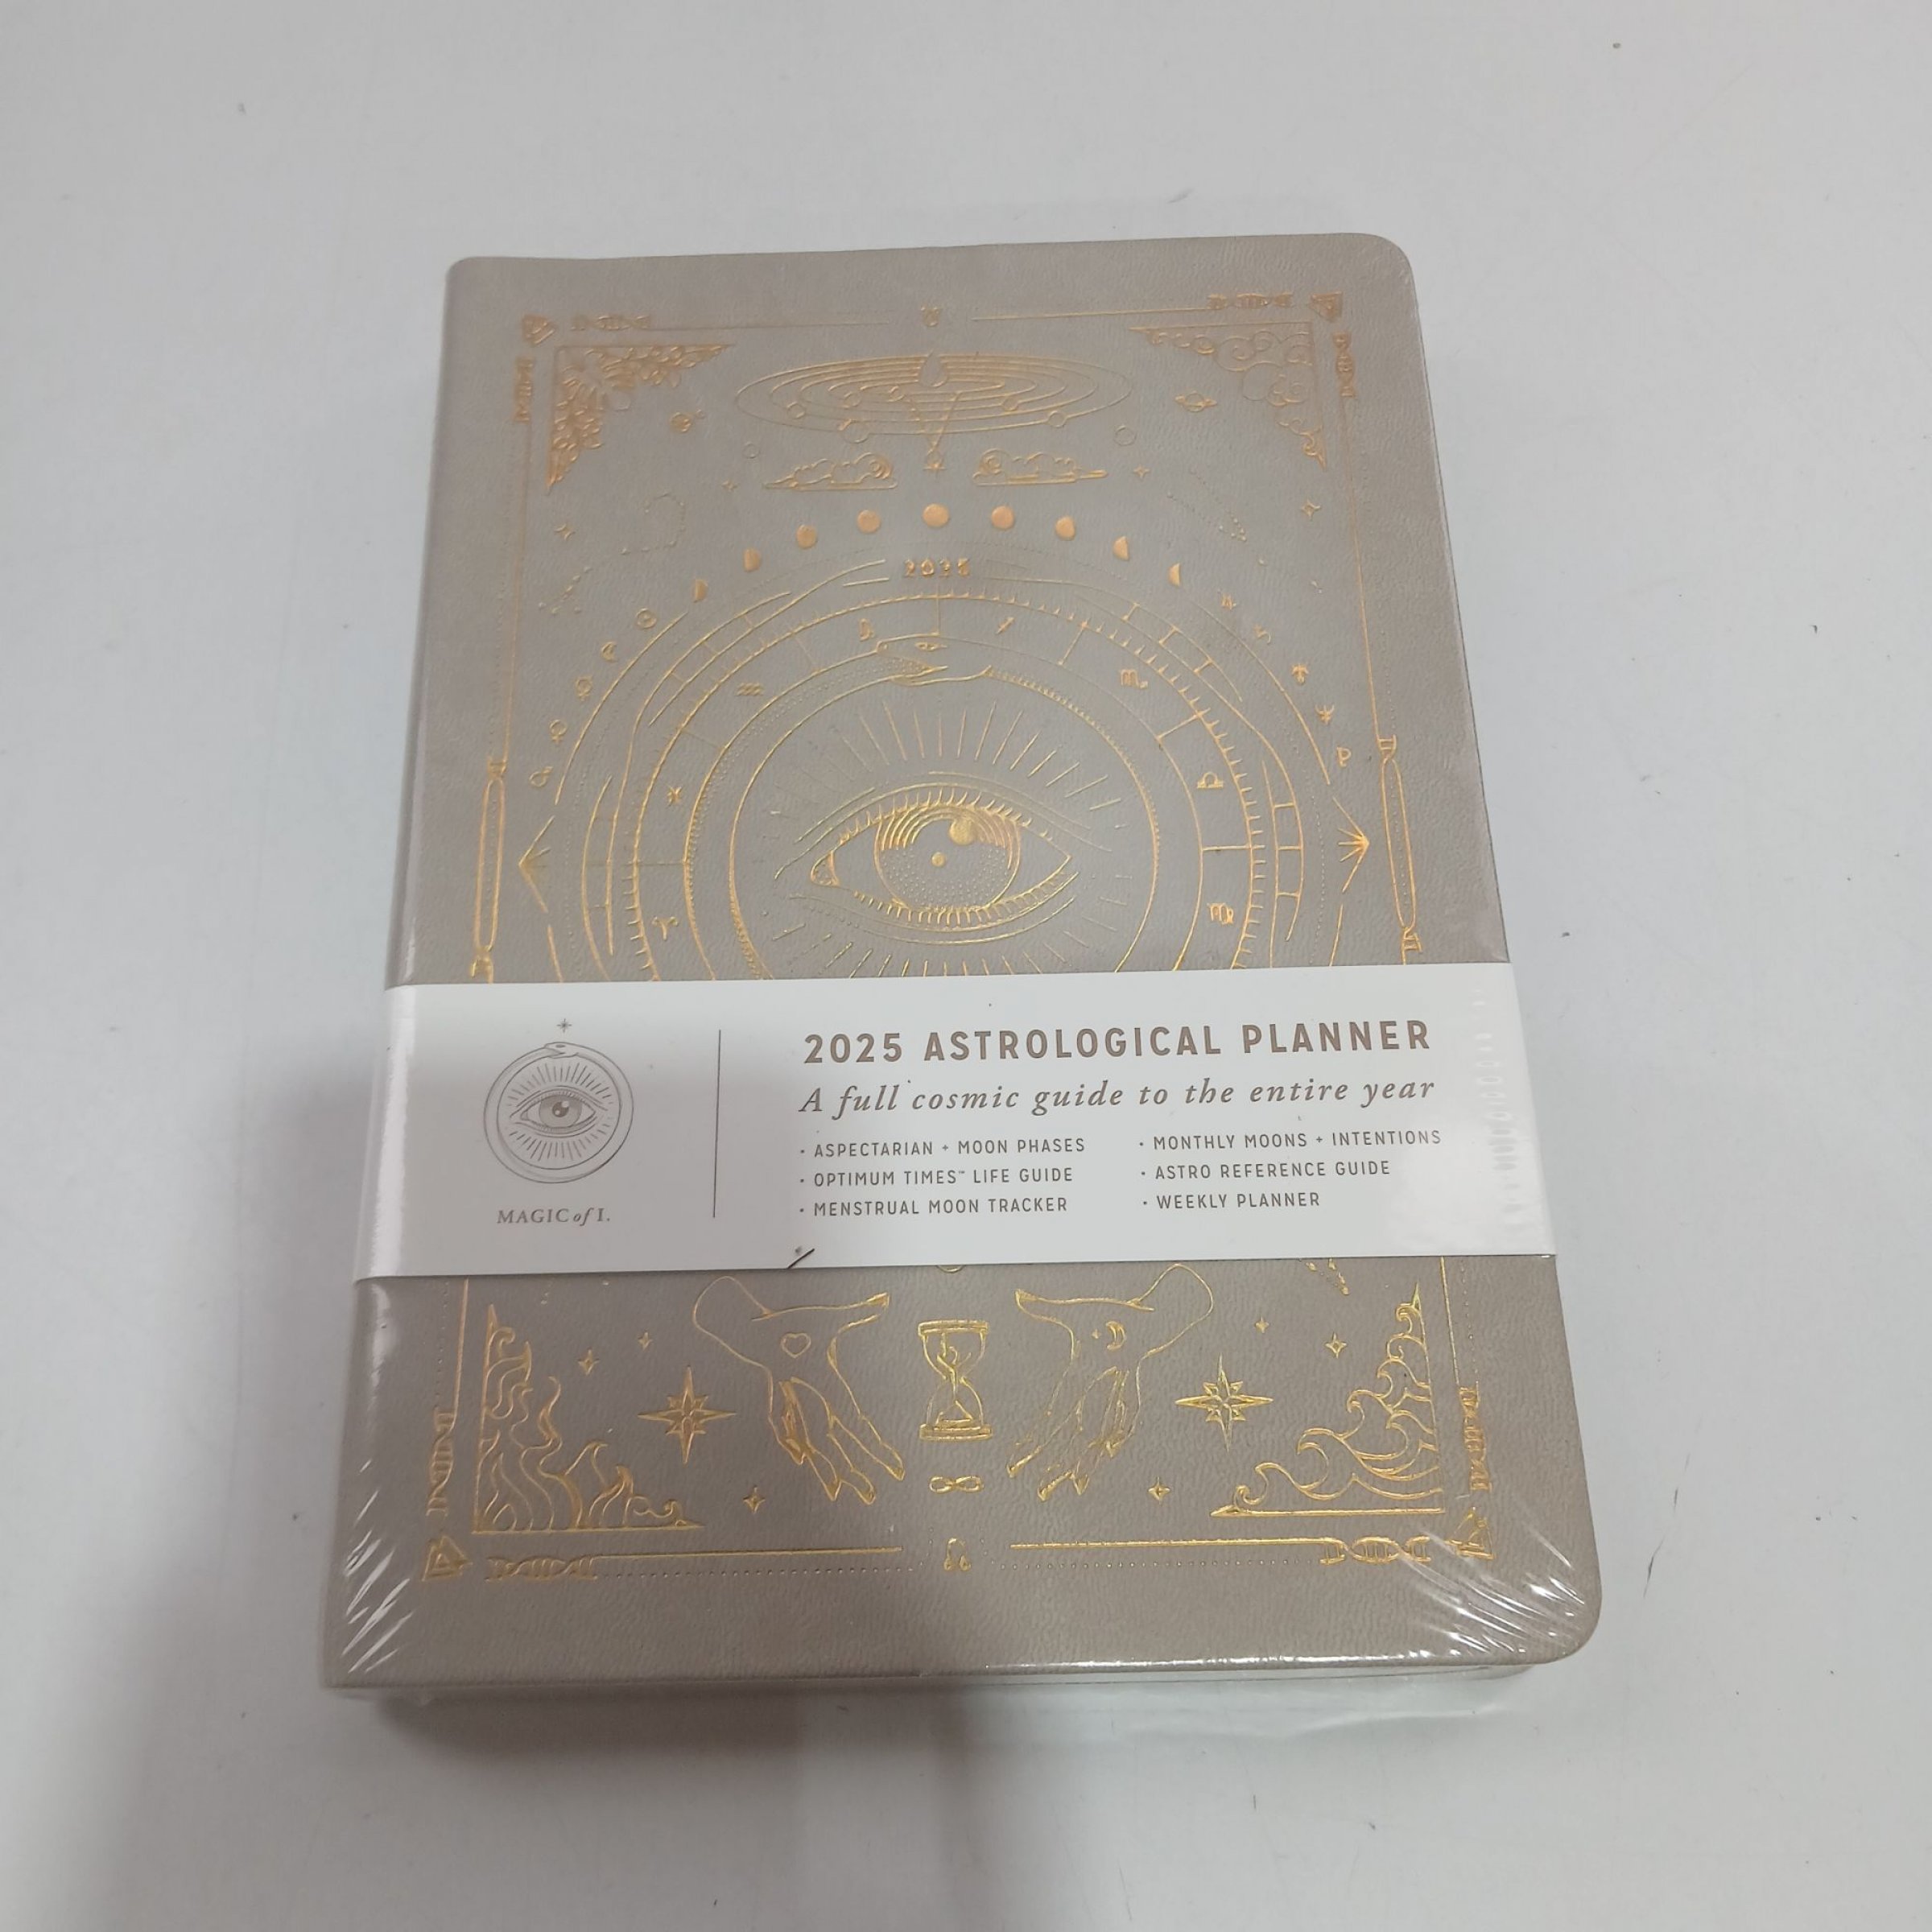 2025
2025 ASTROLOGICAL PLANNER
A full cosmic guide to the entire year
• ASPECTARIAN + MOON PHASES
• OPTIMUM TIMES™ LIFE GUIDE
• MENSTRUAL MOON TRACKER
• MONTHLY MOONS + INTENTIONS
• ASTRO REFERENCE GUIDE
• WEEKLY PLANNER
MAGIC of I.